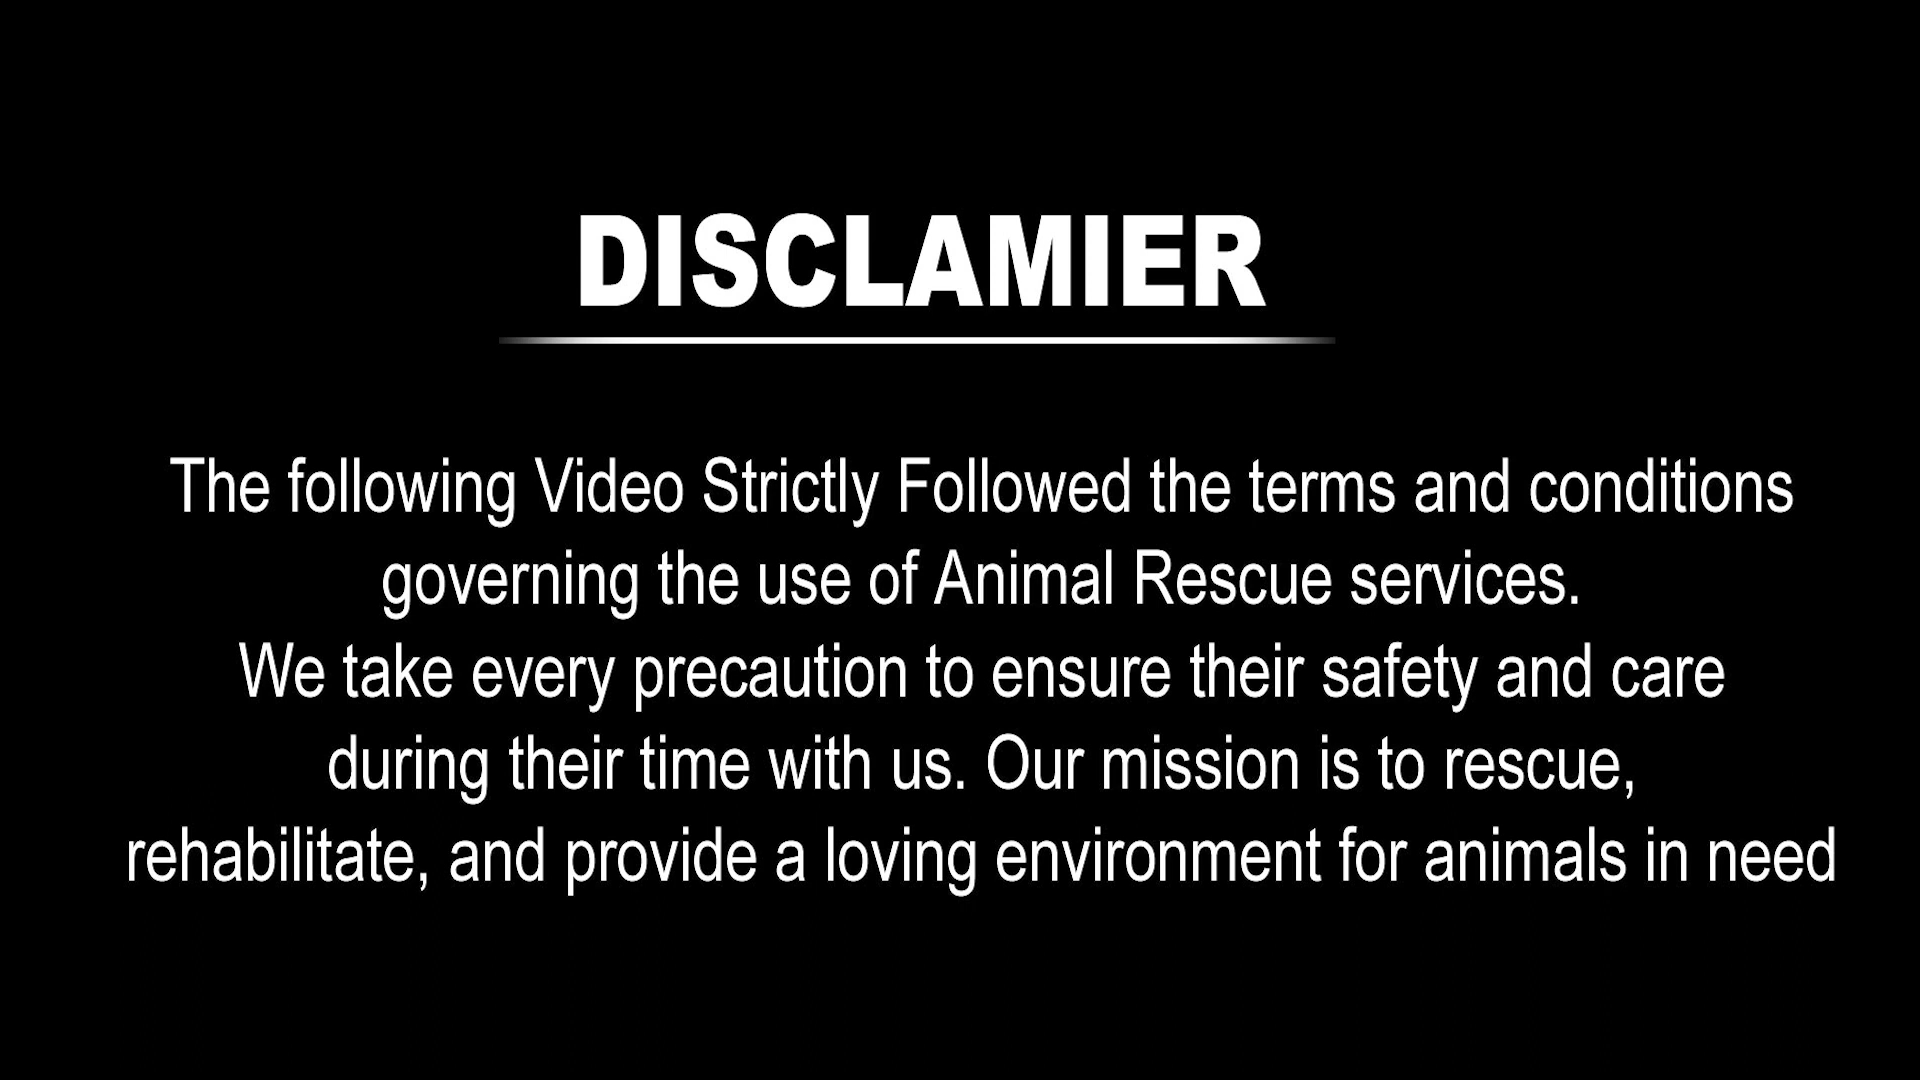 DISCLAMIER
The following Video Strictly Followed the terms and conditions
governing the use of Animal Rescue services.
We take every precaution to ensure their safety and care
during their time with us. Our mission is to rescue,
rehabilitate, and provide a loving environment for animals in need